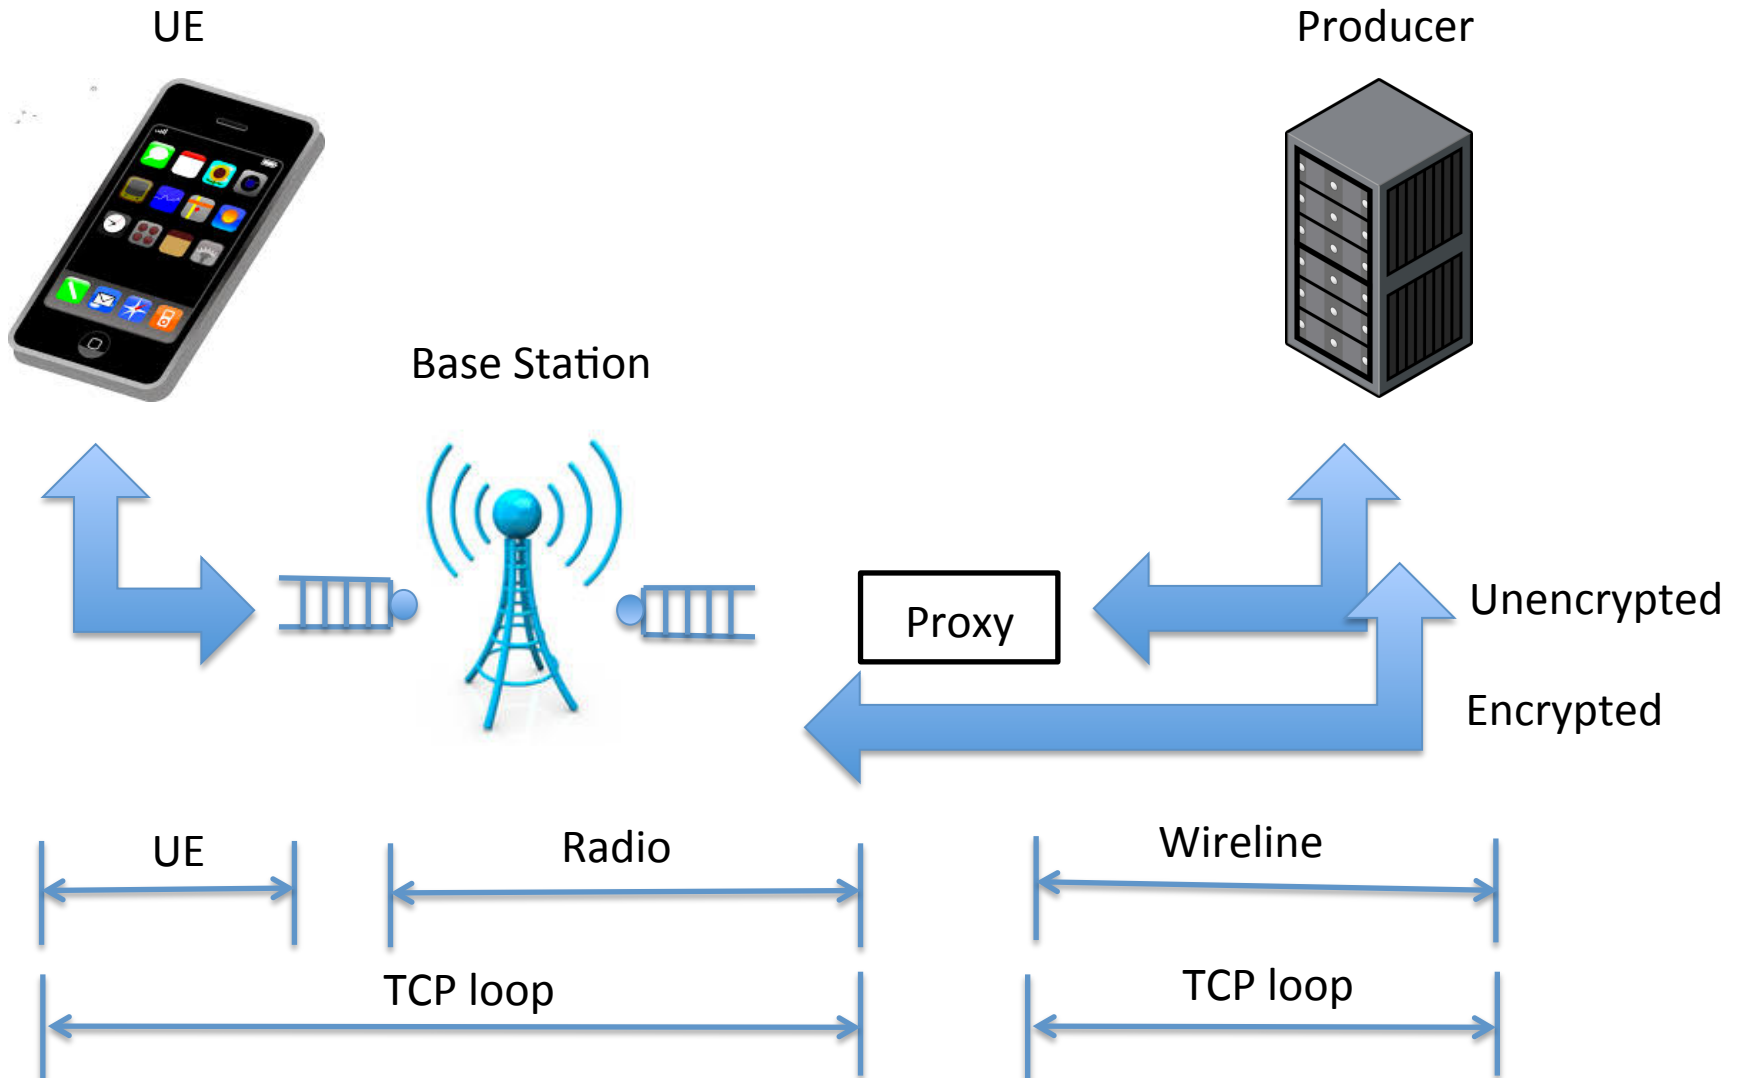 UE
Producer
Base Station
Proxy
Unencrypted
Encrypted
UE
Radio
Wireline
TCP loop
TCP loop